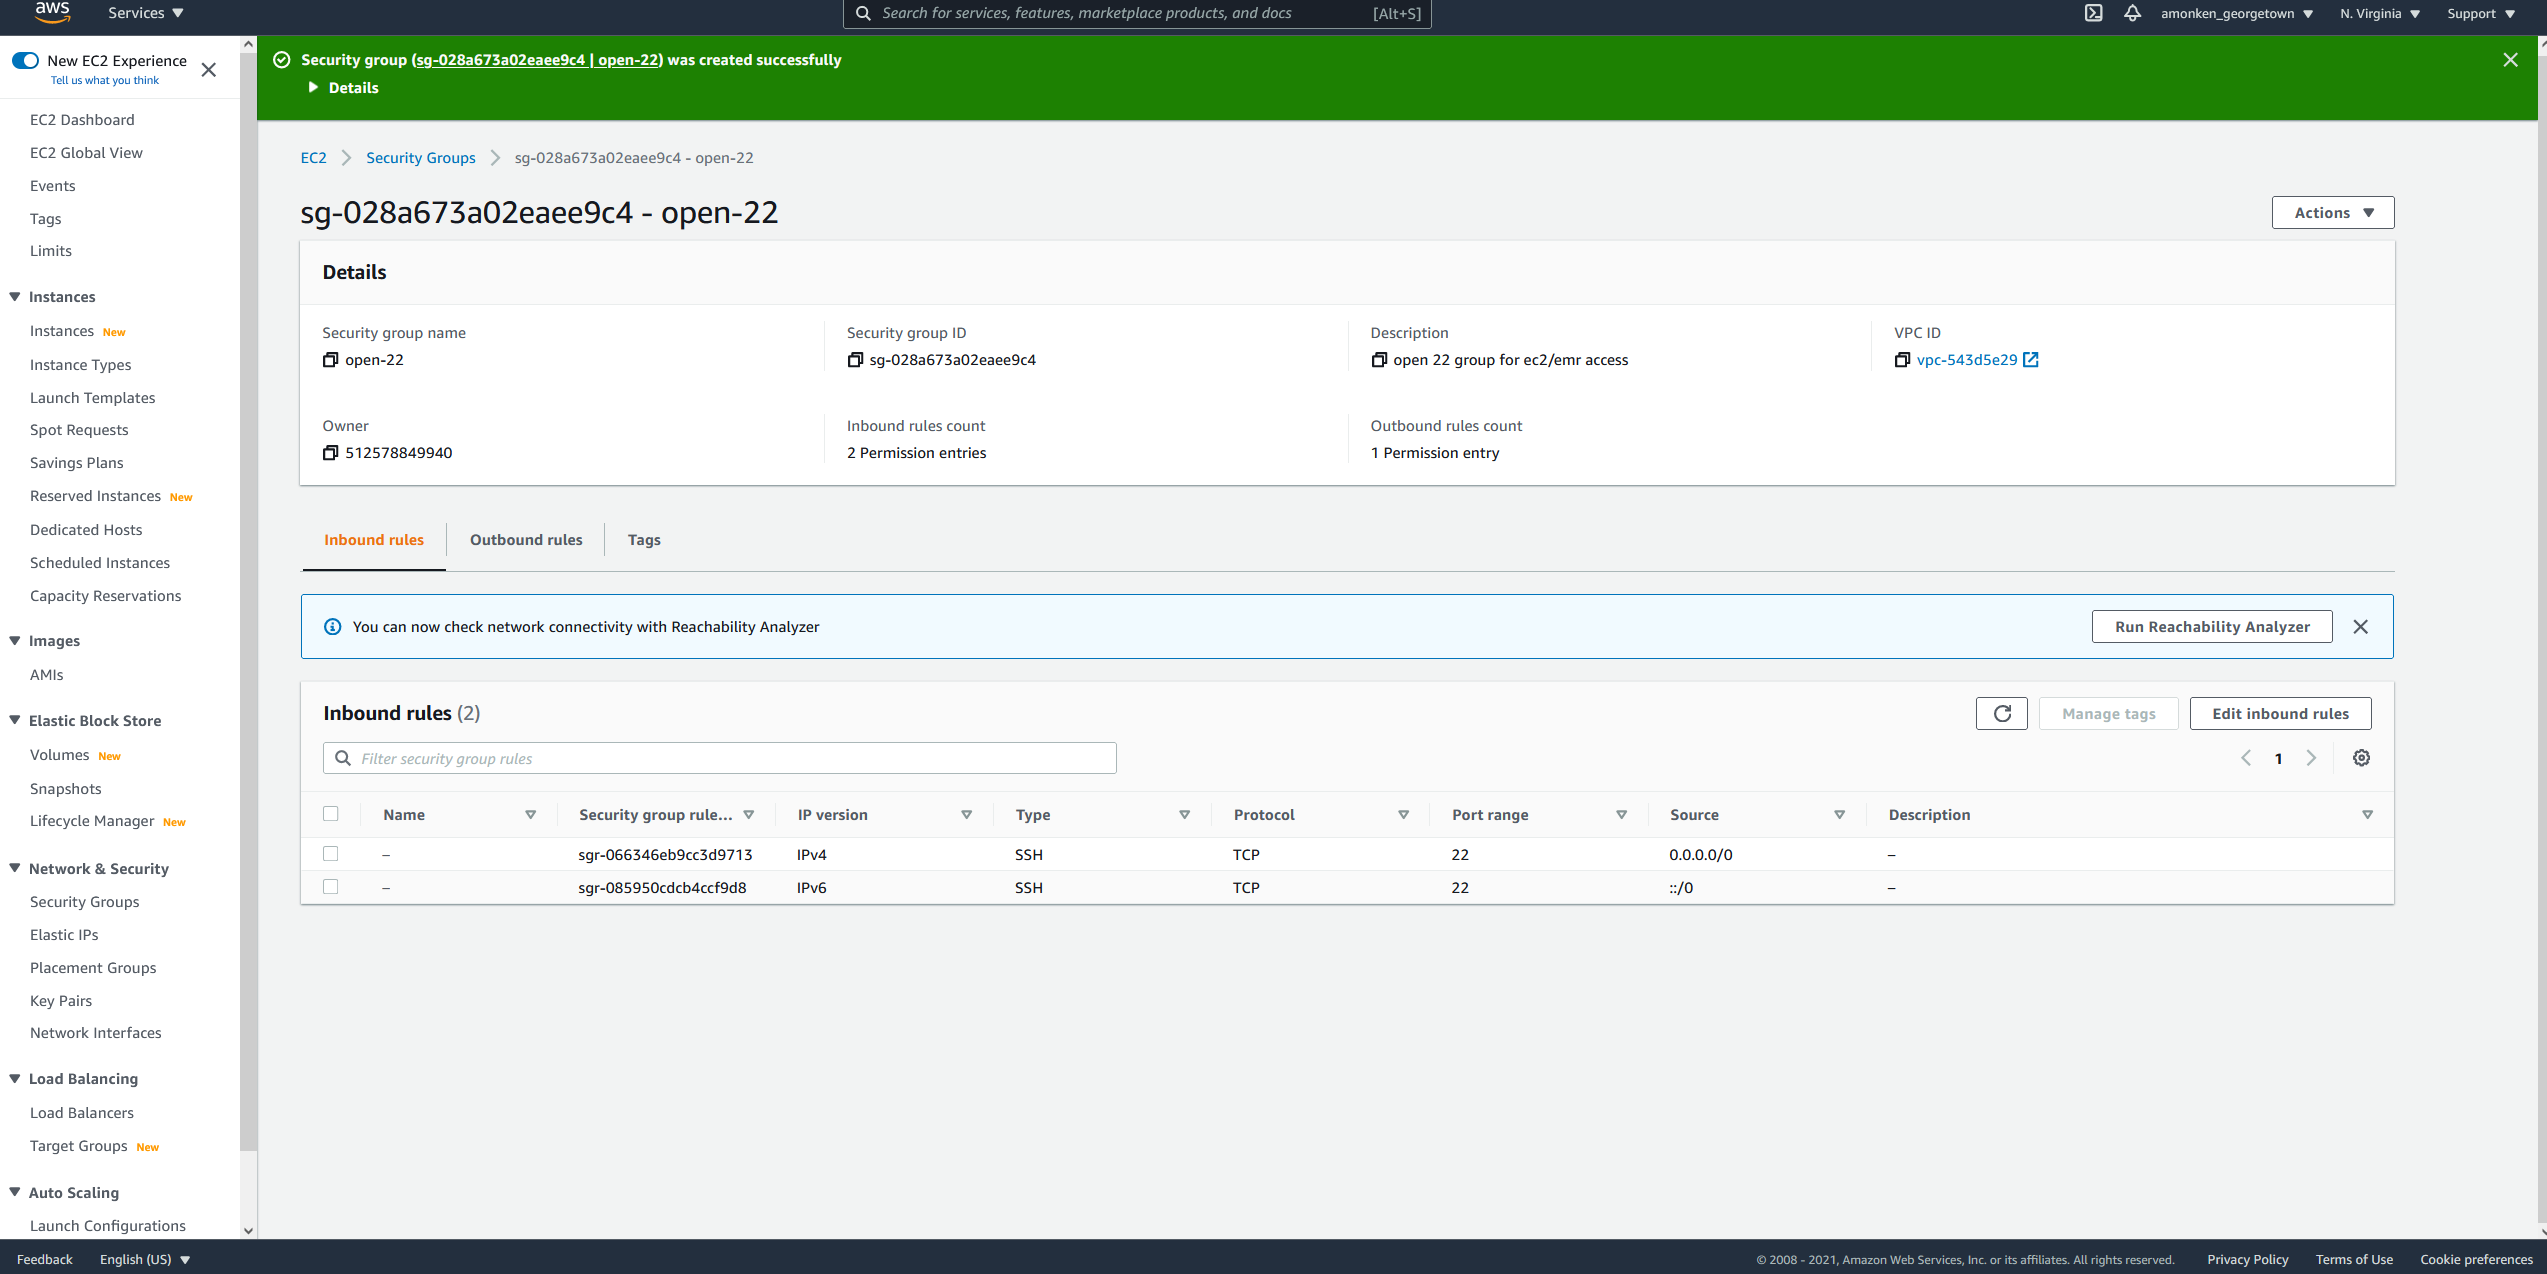 aws Services Search for services, features, marketplace products, and docs [Alt+S] amonken_georgetown N. Virginia Support
New EC2 Experience
Tell us what you think
EC2 Dashboard
EC2 Global View
Events
Tags
Limits
Instances
Instances New
Instance Types
Launch Templates
Spot Requests
Savings Plans
Reserved Instances New
Dedicated Hosts
Scheduled Instances
Capacity Reservations
Images
AMIs
Elastic Block Store
Volumes New
Snapshots
Lifecycle Manager New
Network & Security
Security Groups
Elastic IPs
Placement Groups
Key Pairs
Network Interfaces
Load Balancing
Load Balancers
Target Groups New
Auto Scaling
Launch Configurations
Security group (sg-028a673a02eaee9c4 | open-22) was created successfully
Details
EC2 Security Groups sg-028a673a02eaee9c4 - open-22
sg-028a673a02eaee9c4 - open-22 Actions
Details
Security group name Security group ID Description VPC ID
open-22 sg-028a673a02eaee9c4 open 22 group for ec2/emr access vpc-543d5e29
Owner Inbound rules count Outbound rules count
512578849940 2 Permission entries 1 Permission entry
Inbound rules Outbound rules Tags
You can now check network connectivity with Reachability Analyzer Run Reachability Analyzer
Inbound rules (2) Manage tags Edit inbound rules
Filter security group rules 1
Name Security group rule... IP version Type Protocol Port range Source Description
– sgr-066346eb9cc3d9713 IPv4 SSH TCP 22 0.0.0.0/0 –
– sgr-085950cdcb4ccf9d8 IPv6 SSH TCP 22 ::/0 –
Feedback English (US) © 2008 - 2021, Amazon Web Services, Inc. or its affiliates. All rights reserved. Privacy Policy Terms of Use Cookie preferences